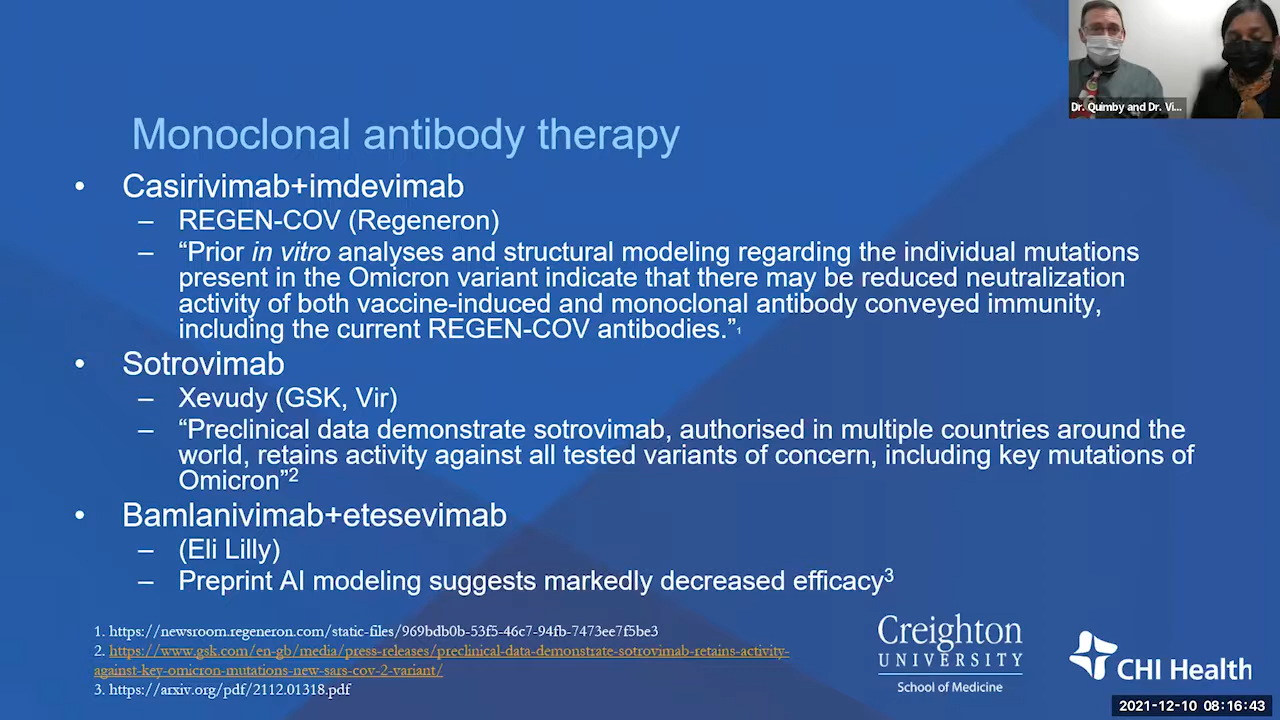 Dr. Quimby and Dr. Vi...
Monoclonal antibody therapy
• Casirivimab+imdevimab
– REGEN-COV (Regeneron)
– “Prior in vitro analyses and structural modeling regarding the individual mutations
present in the Omicron variant indicate that there may be reduced neutralization
activity of both vaccine-induced and monoclonal antibody conveyed immunity,
including the current REGEN-COV antibodies.”1
• Sotrovimab
– Xevudy (GSK, Vir)
– “Preclinical data demonstrate sotrovimab, authorised in multiple countries around the
world, retains activity against all tested variants of concern, including key mutations of
Omicron”2
• Bamlanivimab+etesevimab
– (Eli Lilly)
– Preprint AI modeling suggests markedly decreased efficacy3
1. https://newsroom.regeneron.com/static-files/969bdb0b-53f5-46c7-94fb-7473ee7f5be3
2. https://www.gsk.com/en-gb/media/press-releases/preclinical-data-demonstrate-sotrovimab-retains-activity-
against-key-omicron-mutations-new-sars-cov-2-variant/
3. https://arxiv.org/pdf/2112.01318.pdf
Creighton
UNIVERSITY
School of Medicine
CHI Health
2021-12-10 08:16:43